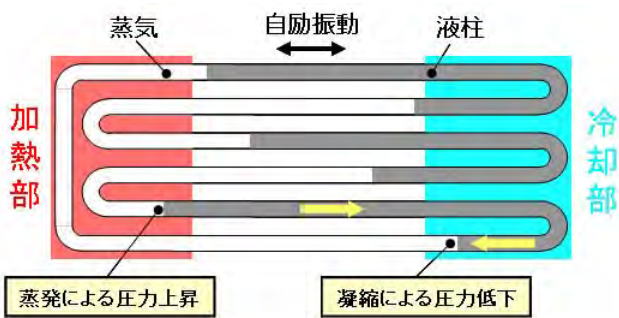 蒸気
自励振動
液柱
加熱部
冷却部
蒸発による圧力上昇
凝縮による圧力低下